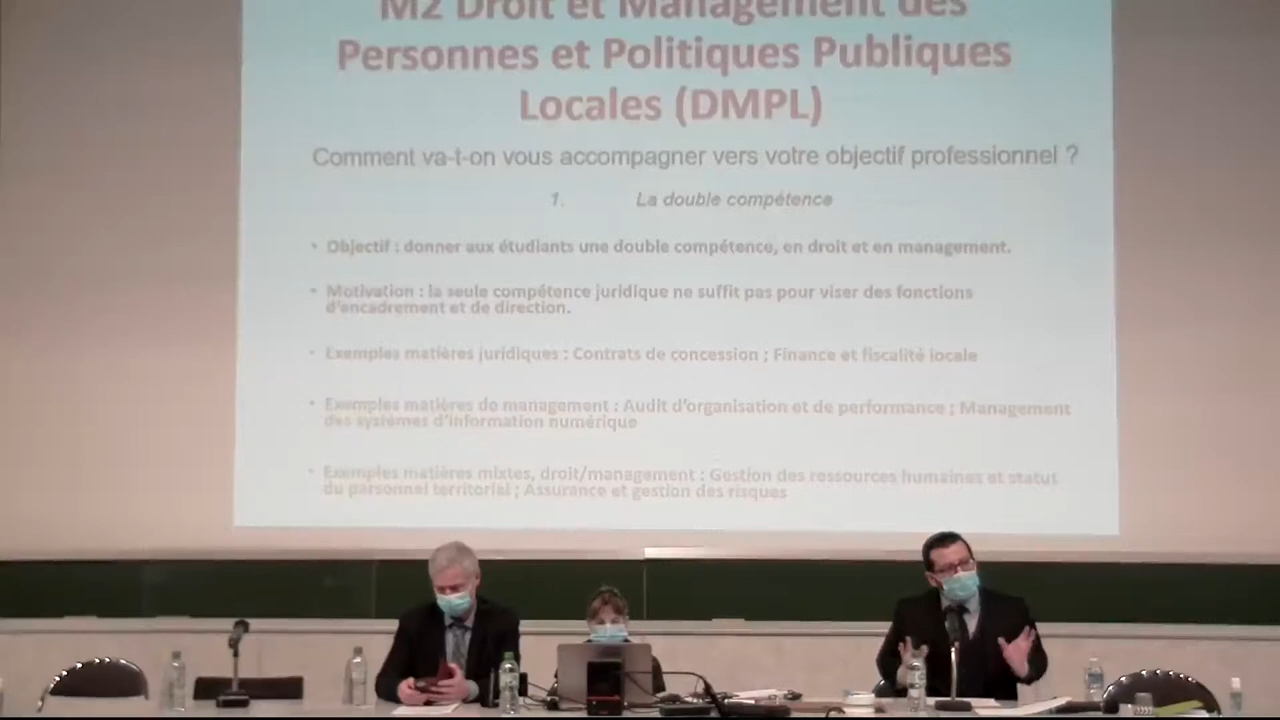 M2 Droit et Management des
Personnes et Politiques Publiques
Locales (DMPL)
Comment va-t-on vous accompagner vers votre objectif professionnel ?
1. La double compétence
• Objectif : donner aux étudiants une double compétence, en droit et en management.
• Motivation : la seule compétence juridique ne suffit pas pour viser des fonctions
d'encadrement et de direction.
• Exemples matières juridiques : Contrats de concession ; Finance et fiscalité locale
• Exemples matières de management : Audit d'organisation et de performance ; Management
des systèmes d'information numérique
• Exemples matières mixtes, droit/management : Gestion des ressources humaines et statut
du personnel territorial ; Assurance et gestion des risques